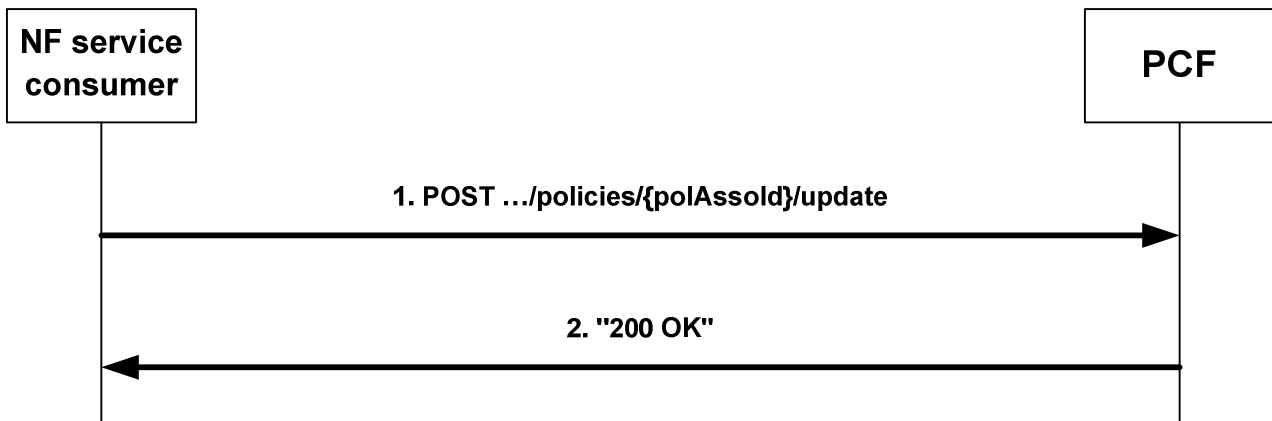 NF service
consumer
PCF
1. POST …/policies/{polAssoId}/update
2. "200 OK"